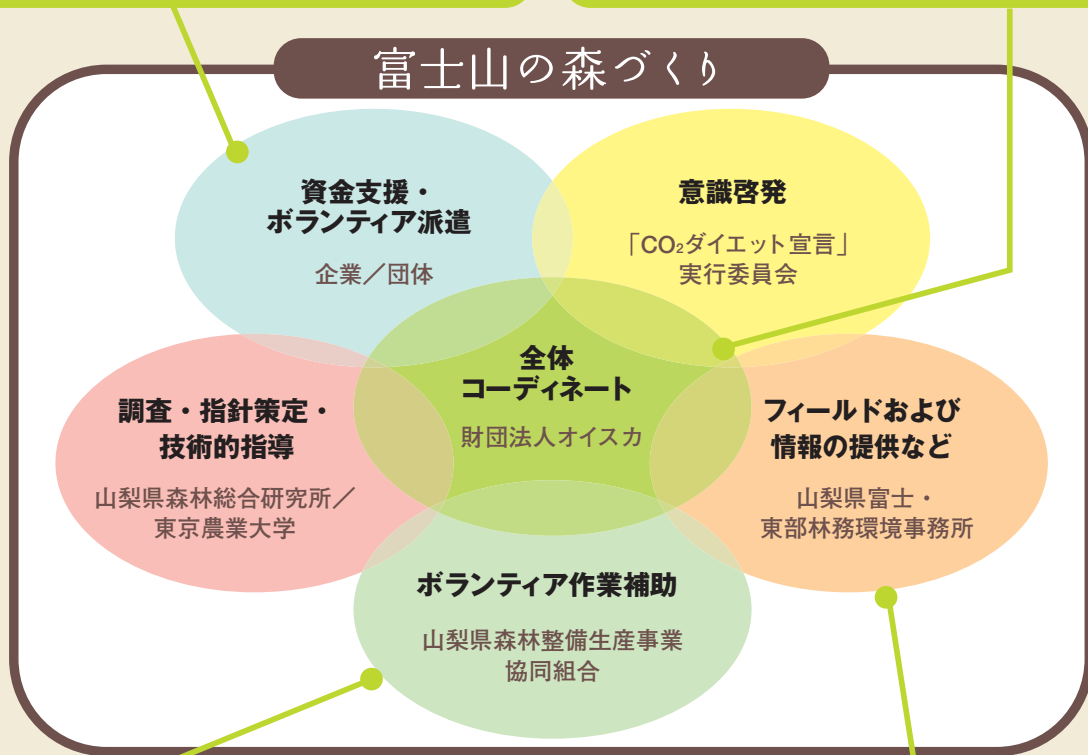 富士山の森づくり
資金支援・
ボランティア派遣
企業／団体
意識啓発
「CO₂ダイエット宣言」
実行委員会
全体
コーディネート
財団法人オイスカ
調査・指針策定・
技術的指導
山梨県森林総合研究所／
東京農業大学
フィールドおよび
情報の提供など
山梨県富士・
東部林務環境事務所
ボランティア作業補助
山梨県森林整備生産事業
協同組合